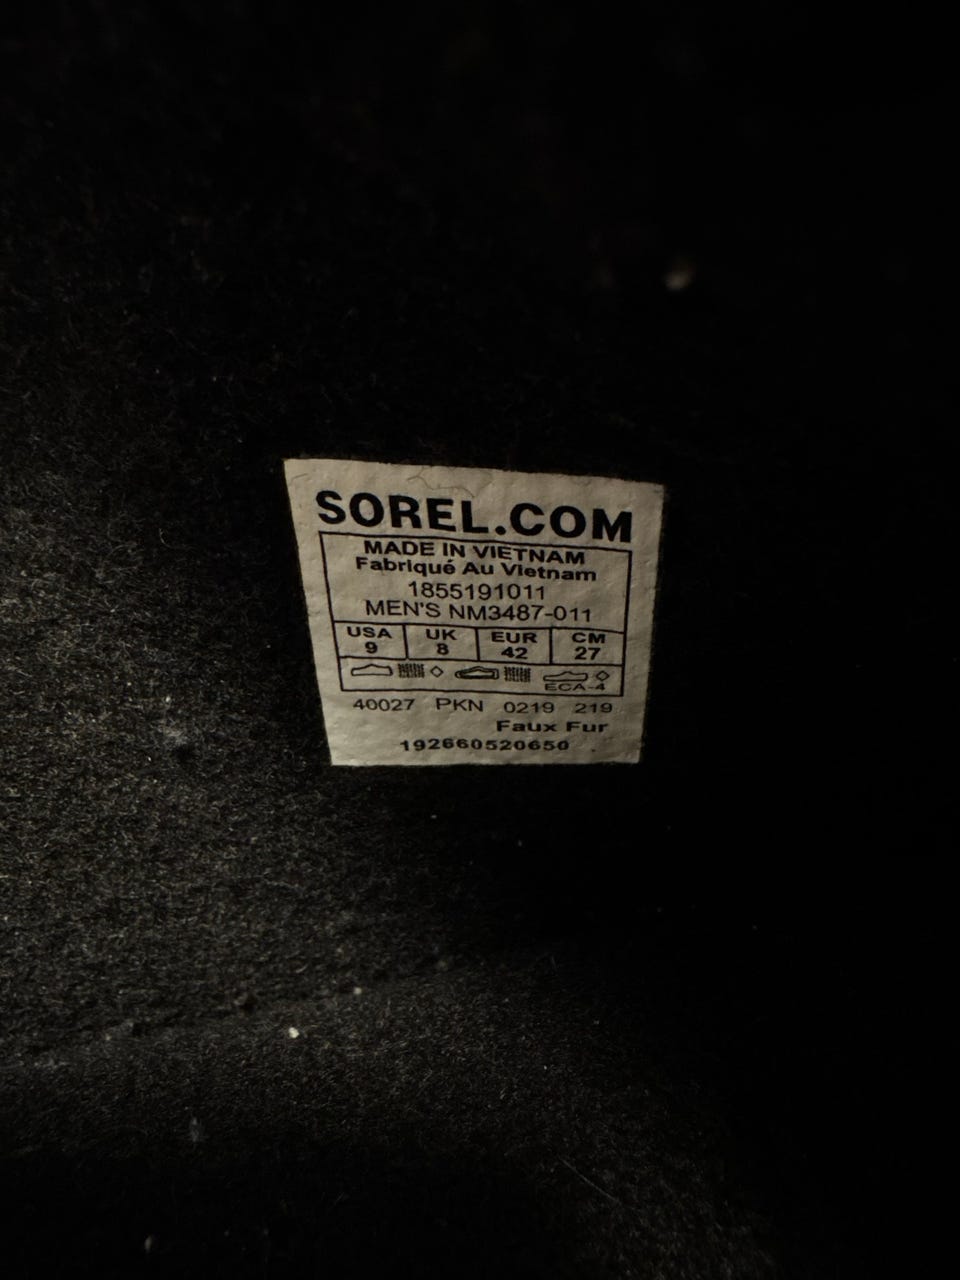 SOREL.COM
MADE IN VIETNAM
Fabriqué Au Vietnam
1855191011
MEN'S NM3487-011
USA UK EUR CM
9 8 42 27
ECA-4
40027 PKN 0219 219
Faux Fur
192660520650